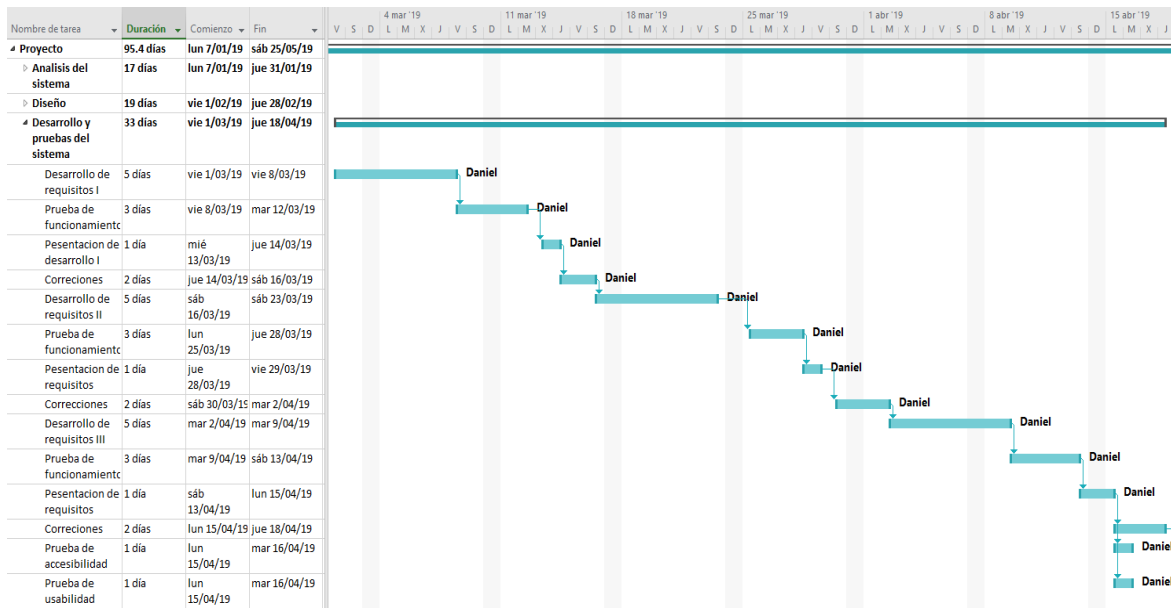 4 mar '19 11 mar '19 18 mar '19 25 mar '19 1 abr '19 8 abr '19 15 abr '19
Nombre de tarea Duración Comienzo Fin V S D L M X J V S D L M X J V S D L M X J V S D L M X J V S D L M X J V S D L M X J V S D L M X J
Proyecto 95.4 días lun 7/01/19 sáb 25/05/19
Analisis del 17 días lun 7/01/19 jue 31/01/19
sistema
Diseño 19 días vie 1/02/19 jue 28/02/19
Desarrollo y 33 días vie 1/03/19 jue 18/04/19
pruebas del
sistema
Desarrollo de 5 días vie 1/03/19 vie 8/03/19 Daniel
requisitos I
Prueba de 3 días vie 8/03/19 mar 12/03/19 Daniel
funcionamientc
Pesentacion de 1 día mié jue 14/03/19 Daniel
desarrollo I 13/03/19
Correciones 2 días jue 14/03/19 sáb 16/03/19 Daniel
Desarrollo de 5 días sáb sáb 23/03/19 Daniel
requisitos II 16/03/19
Prueba de 3 días lun jue 28/03/19 Daniel
funcionamientc 25/03/19
Pesentacion de 1 día jue vie 29/03/19 Daniel
requisitos 28/03/19
Correcciones 2 días sáb 30/03/19 mar 2/04/19 Daniel
Desarrollo de 5 días mar 2/04/19 mar 9/04/19 Daniel
requisitos III
Prueba de 3 días mar 9/04/19 sáb 13/04/19 Daniel
funcionamientc
Pesentacion de 1 día sáb lun 15/04/19 Daniel
requisitos 13/04/19
Correciones 2 días lun 15/04/19 jue 18/04/19
Prueba de 1 día lun mar 16/04/19 Daniel
accesibilidad 15/04/19
Prueba de 1 día lun mar 16/04/19 Daniel
usabilidad 15/04/19